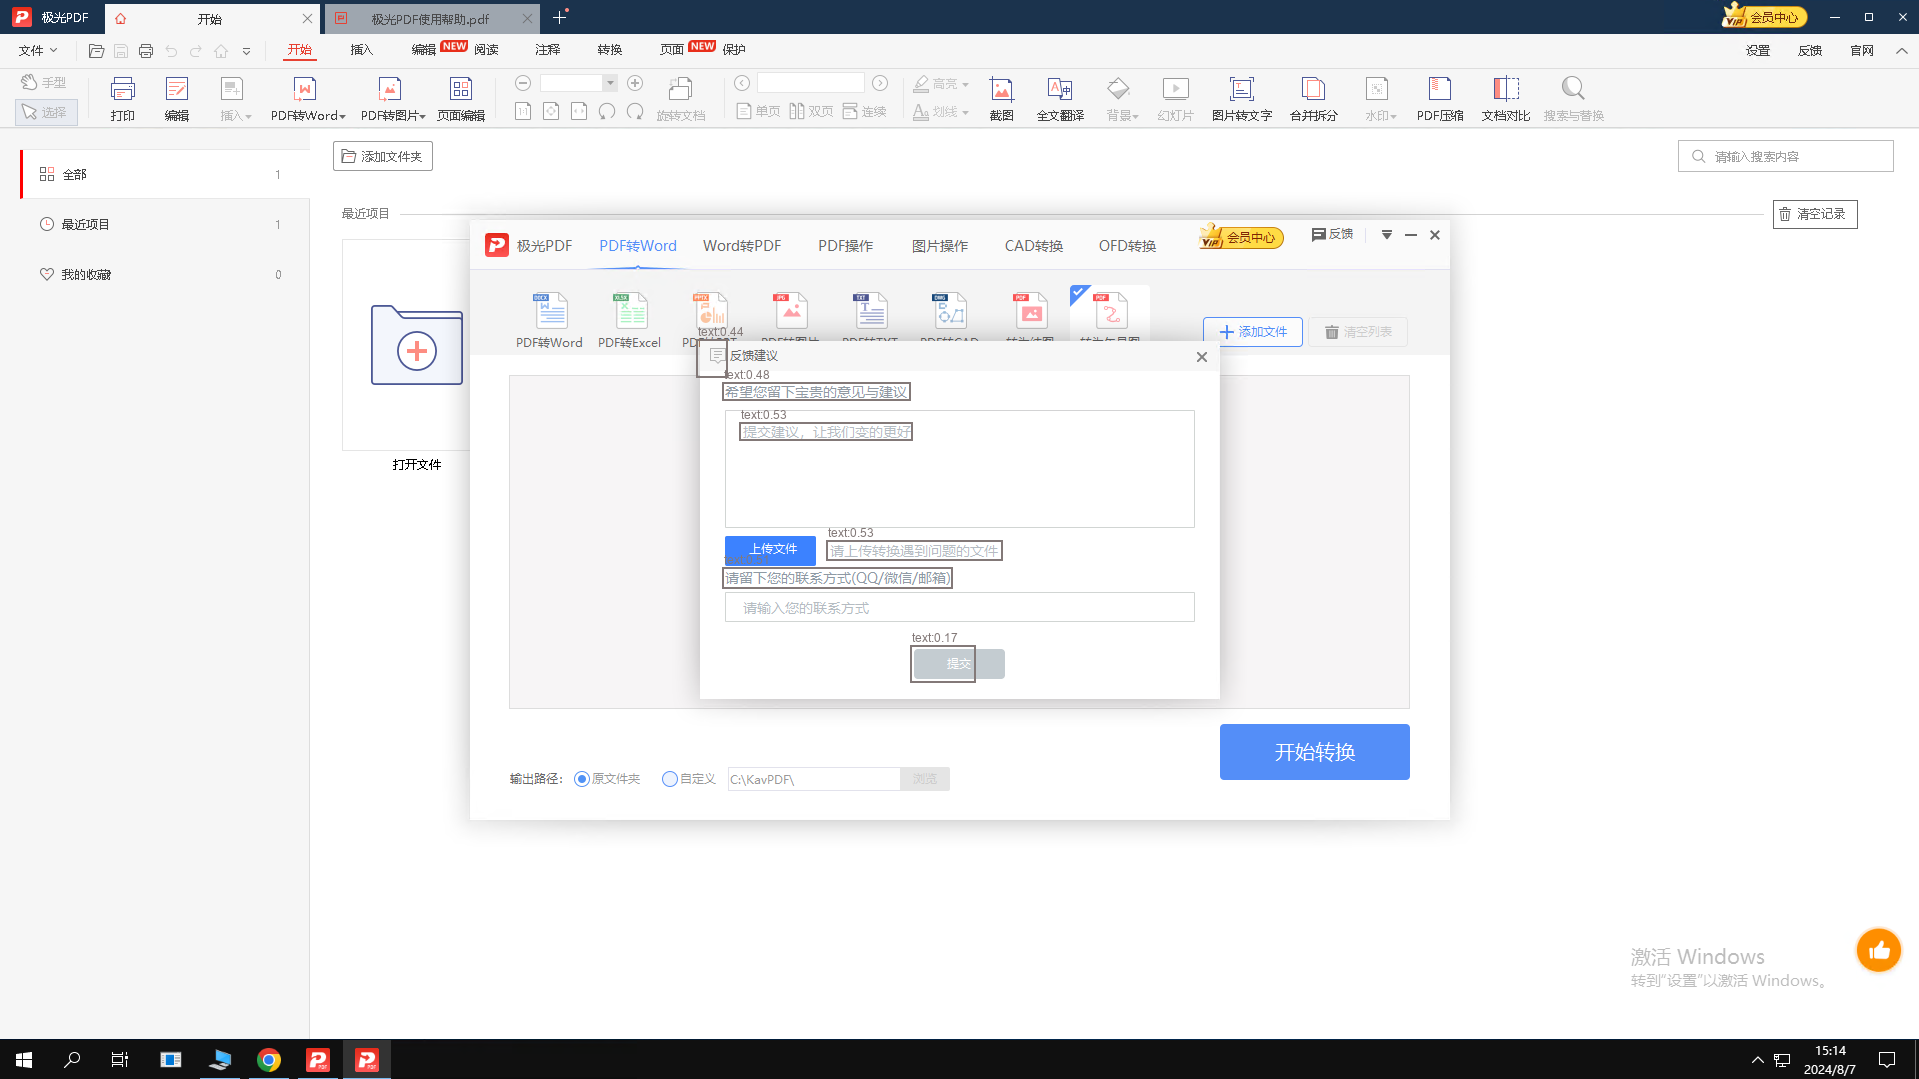 极光PDF
开始
极光PDF使用帮助.pdf
VIP 会员中心
文件
开始
插入
编辑 NEW
阅读
注释
转换
页面 NEW
保护
设置
反馈
官网
手型
选择
打印
编辑
插入
PDF转Word
PDF转图片
页面编辑
1:1
旋转文档
单页
双页
连续
高亮
划线
截图
全文翻译
背景
幻灯片
图片转文字
合并拆分
水印
PDF压缩
文档对比
搜索与替换
全部 1
最近项目 1
我的收藏 0
添加文件夹
请输入搜索内容
最近项目
清空记录
打开文件
极光PDF
PDF转Word
Word转PDF
PDF操作
图片操作
CAD转换
OFD转换
VIP 会员中心
反馈
PDF转Word
PDF转Excel
添加文件
清空列表
text:0.44
反馈建议
text:0.48
希望您留下宝贵的意见与建议
text:0.53
提交建议，让我们变的更好
text:0.53
上传文件
请上传转换遇到问题的文件
请留下您的联系方式(QQ/微信/邮箱)
请输入您的联系方式
text:0.17
提交
开始转换
输出路径：
原文件夹
自定义
C:\KavPDF\
浏览
激活 Windows
转到“设置”以激活 Windows。
15:14
2024/8/7